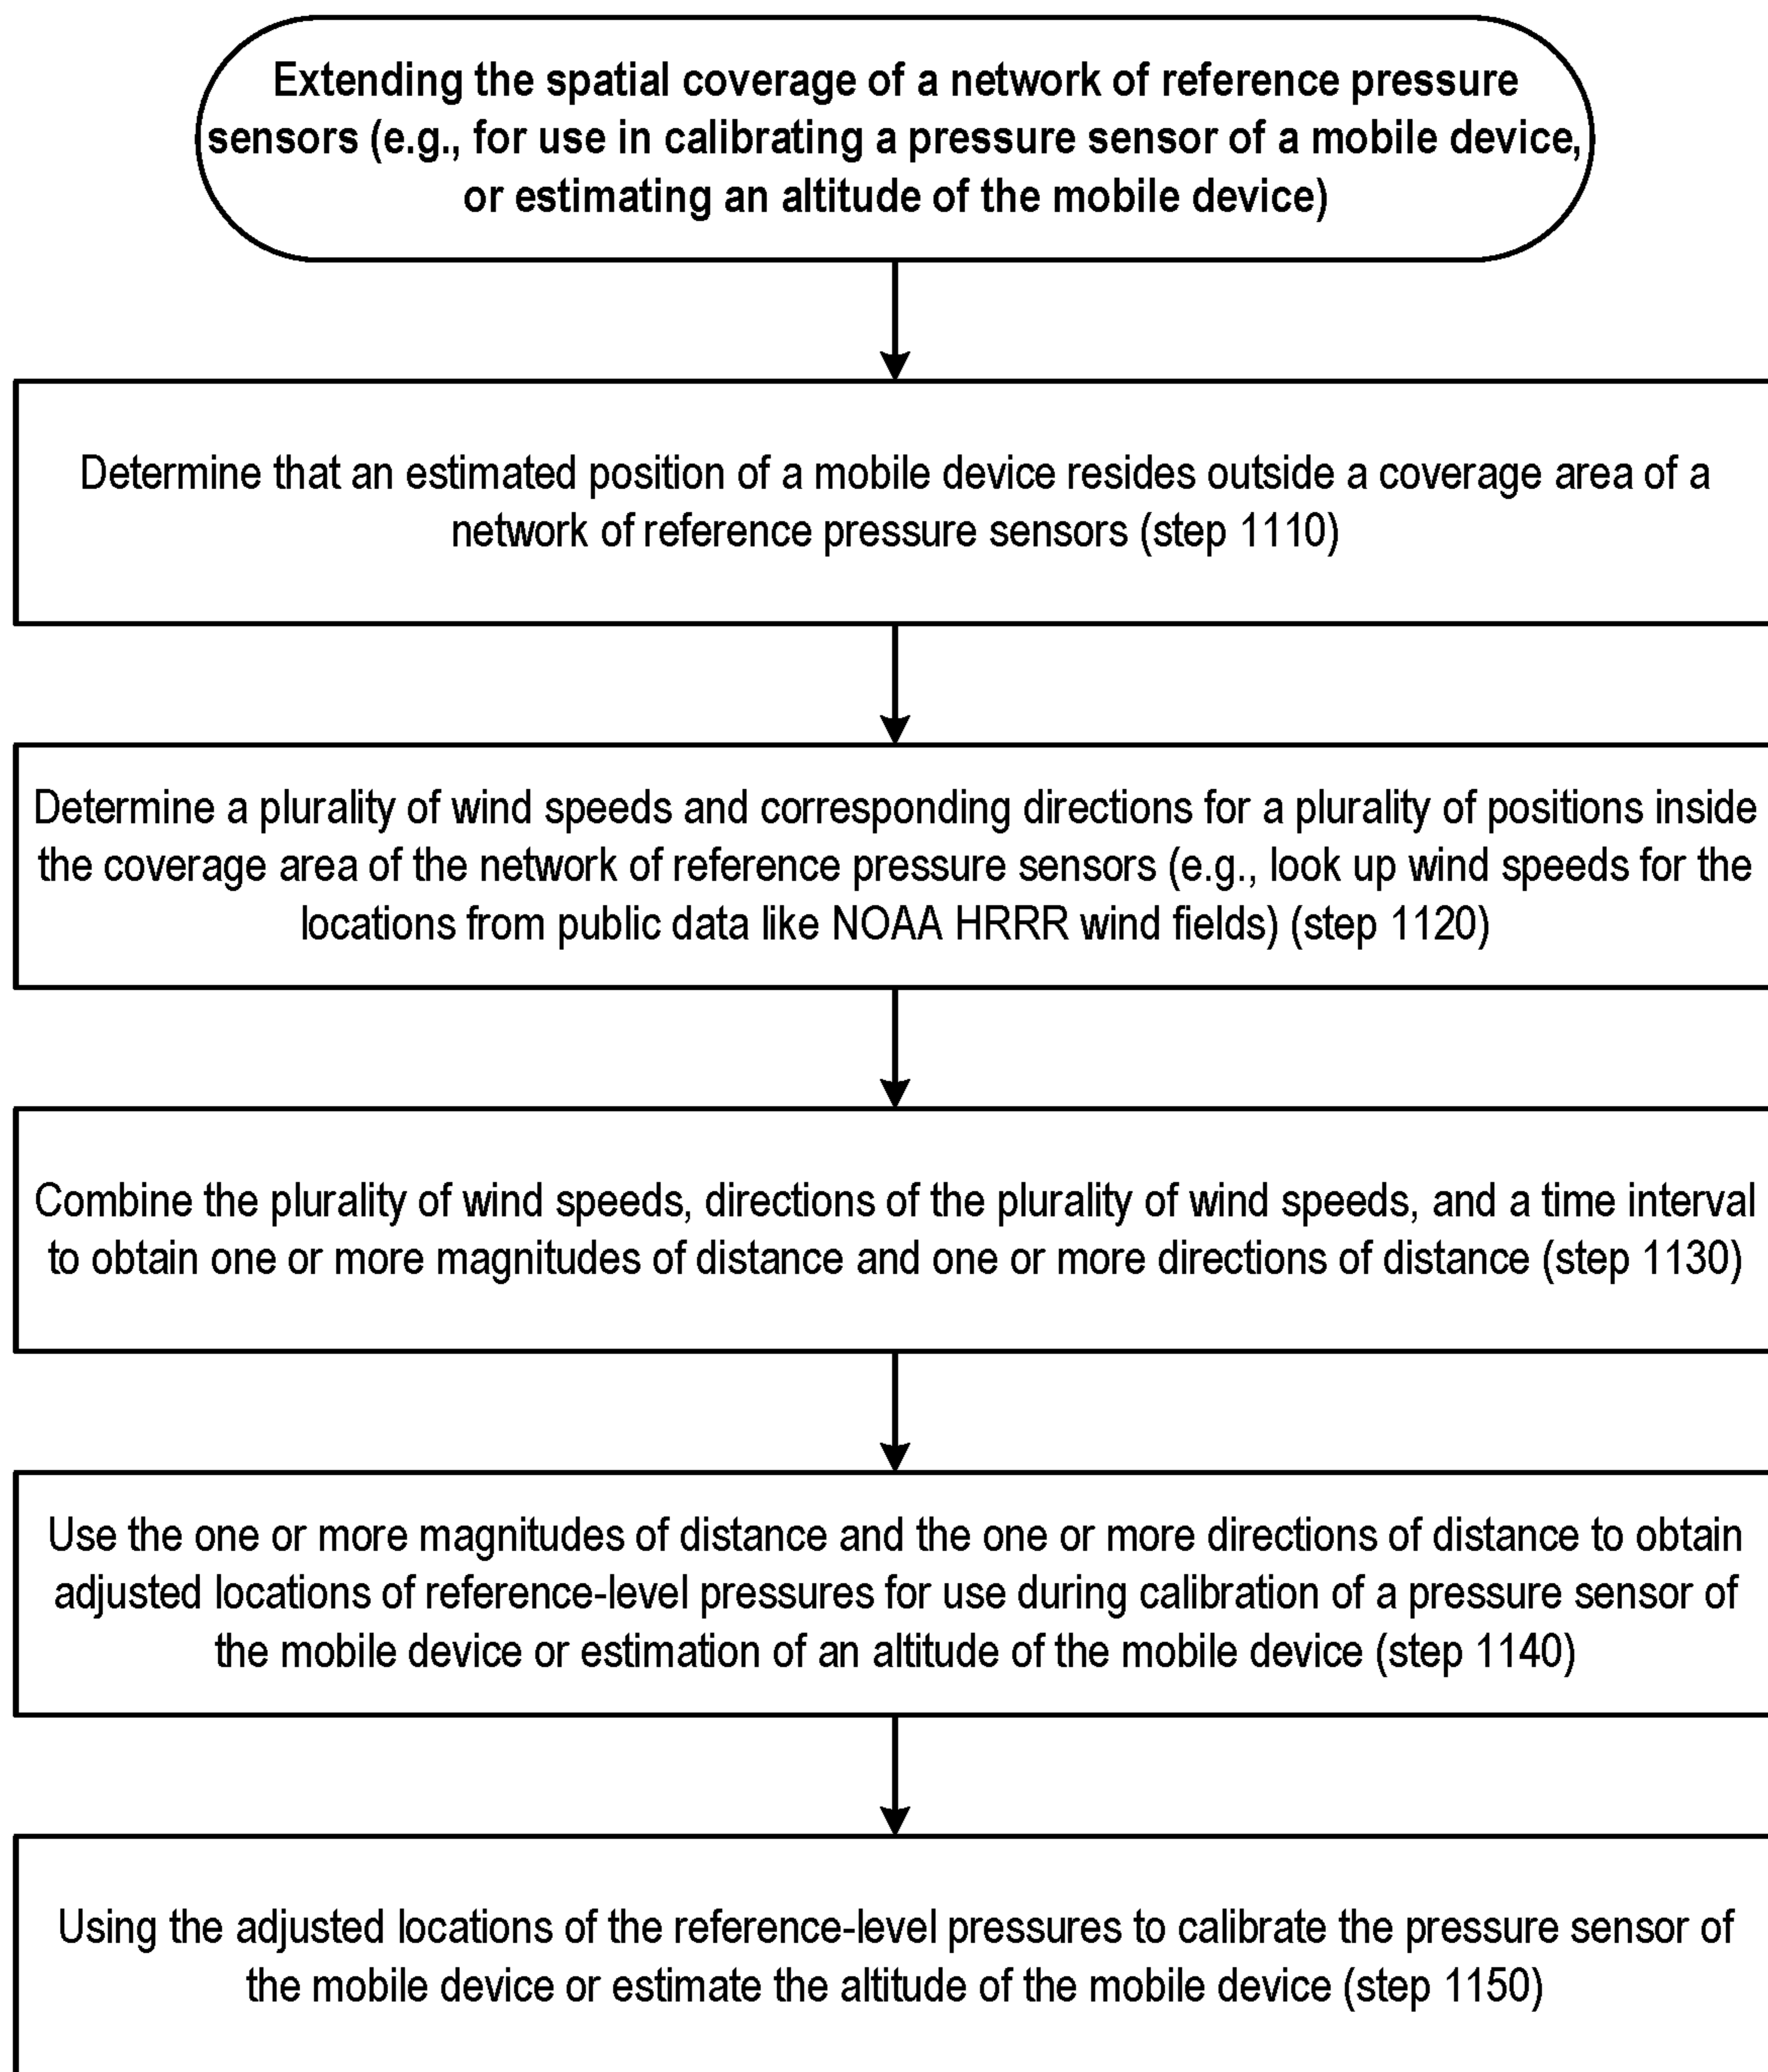 Extending the spatial coverage of a network of reference pressure
sensors (e.g., for use in calibrating a pressure sensor of a mobile device,
or estimating an altitude of the mobile device)
Determine that an estimated position of a mobile device resides outside a coverage area of a
network of reference pressure sensors (step 1110)
Determine a plurality of wind speeds and corresponding directions for a plurality of positions inside
the coverage area of the network of reference pressure sensors (e.g., look up wind speeds for the
locations from public data like NOAA HRRR wind fields) (step 1120)
Combine the plurality of wind speeds, directions of the plurality of wind speeds, and a time interval
to obtain one or more magnitudes of distance and one or more directions of distance (step 1130)
Use the one or more magnitudes of distance and the one or more directions of distance to obtain
adjusted locations of reference-level pressures for use during calibration of a pressure sensor of
the mobile device or estimation of an altitude of the mobile device (step 1140)
Using the adjusted locations of the reference-level pressures to calibrate the pressure sensor of
the mobile device or estimate the altitude of the mobile device (step 1150)